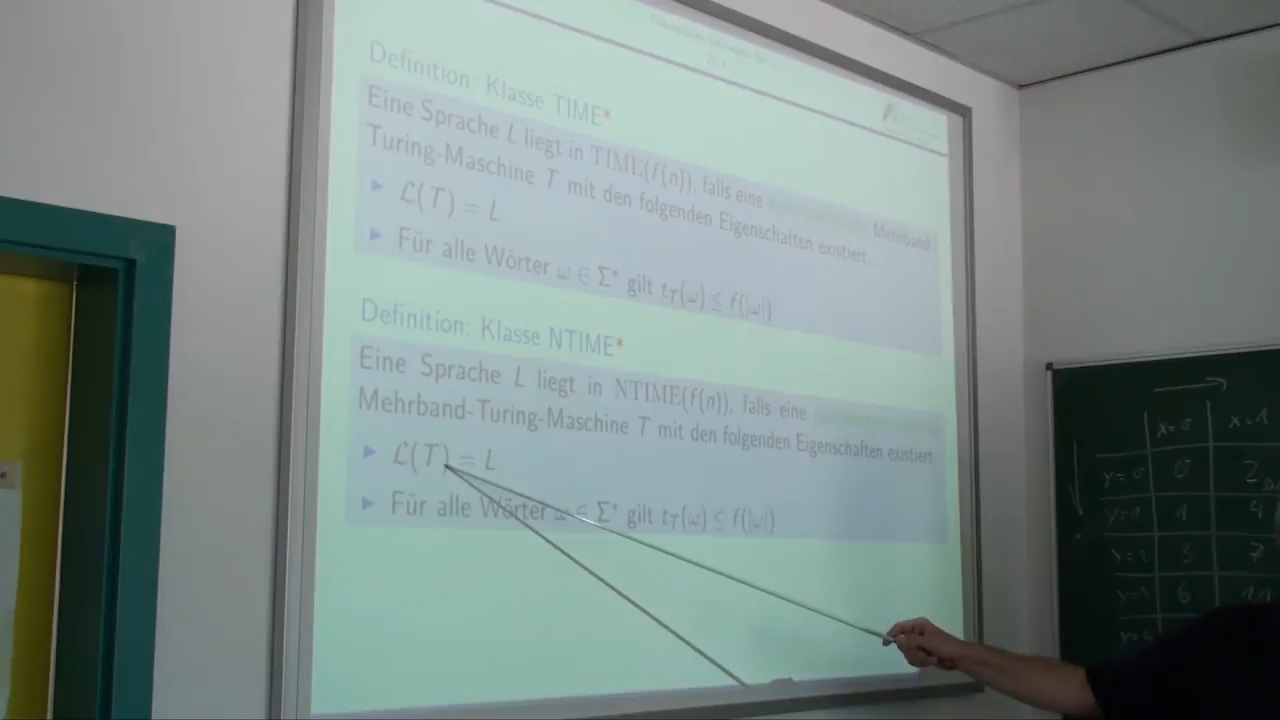 Definition: Klasse TIME*
Eine Sprache L liegt in TIME(f(n)), falls eine Mehrband
Turing-Maschine T mit den folgenden Eigenschaften existiert.
▸ ℒ(T) = L
▸ Für alle Wörter ω ∈ Σ* gilt t_T(ω) ≤ f(|ω|)
Definition: Klasse NTIME*
Eine Sprache L liegt in NTIME(f(n)), falls eine
Mehrband-Turing-Maschine T mit den folgenden Eigenschaften existiert
▸ ℒ(T) = L
▸ Für alle Wörter ω ∈ Σ* gilt t_T(ω) ≤ f(|ω|)
x=0 x=1
y=0 0 2
y=1 1 4
y=2 3 7
y=3 6 11